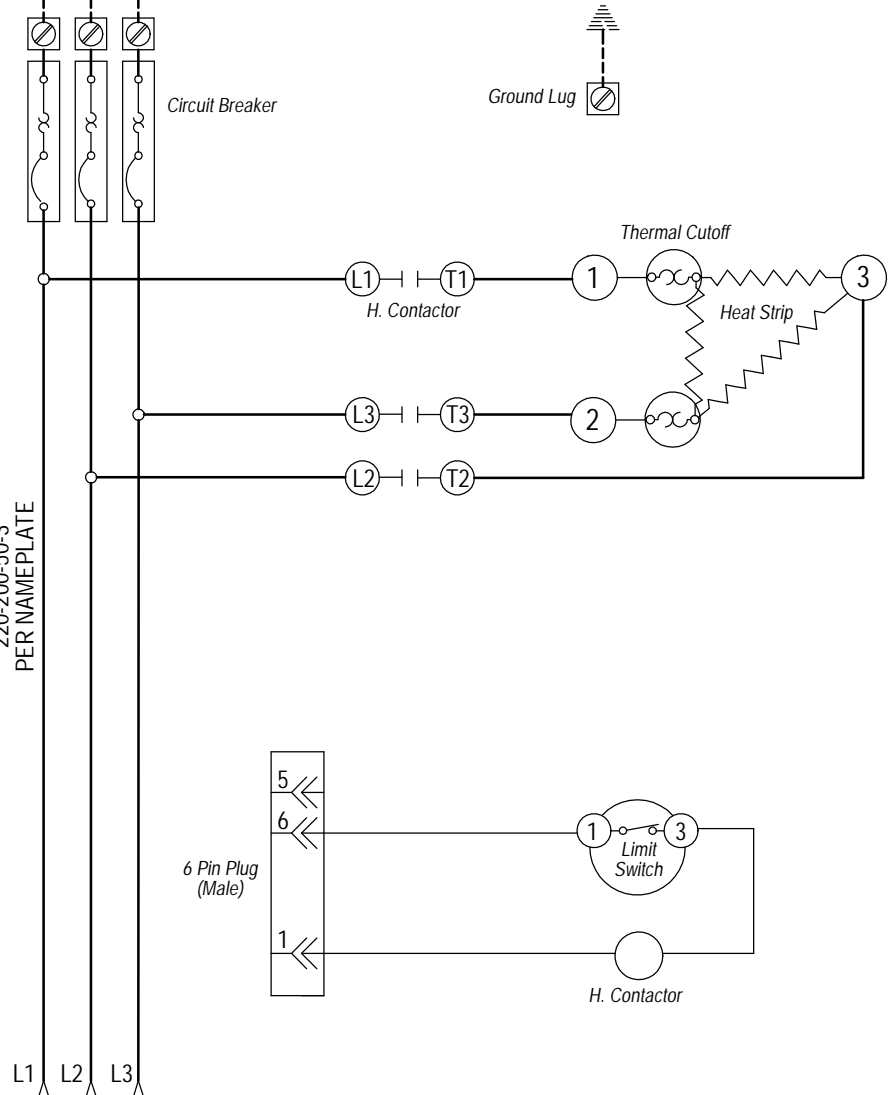 Circuit Breaker
Ground Lug
Thermal Cutoff
L1 T1 1 3
H. Contactor
Heat Strip
L3 T3 2
L2 T2
PER NAMEPLATE
5
6
1 3
Limit
Switch
6 Pin Plug
(Male)
1
H. Contactor
L1 L2 L3